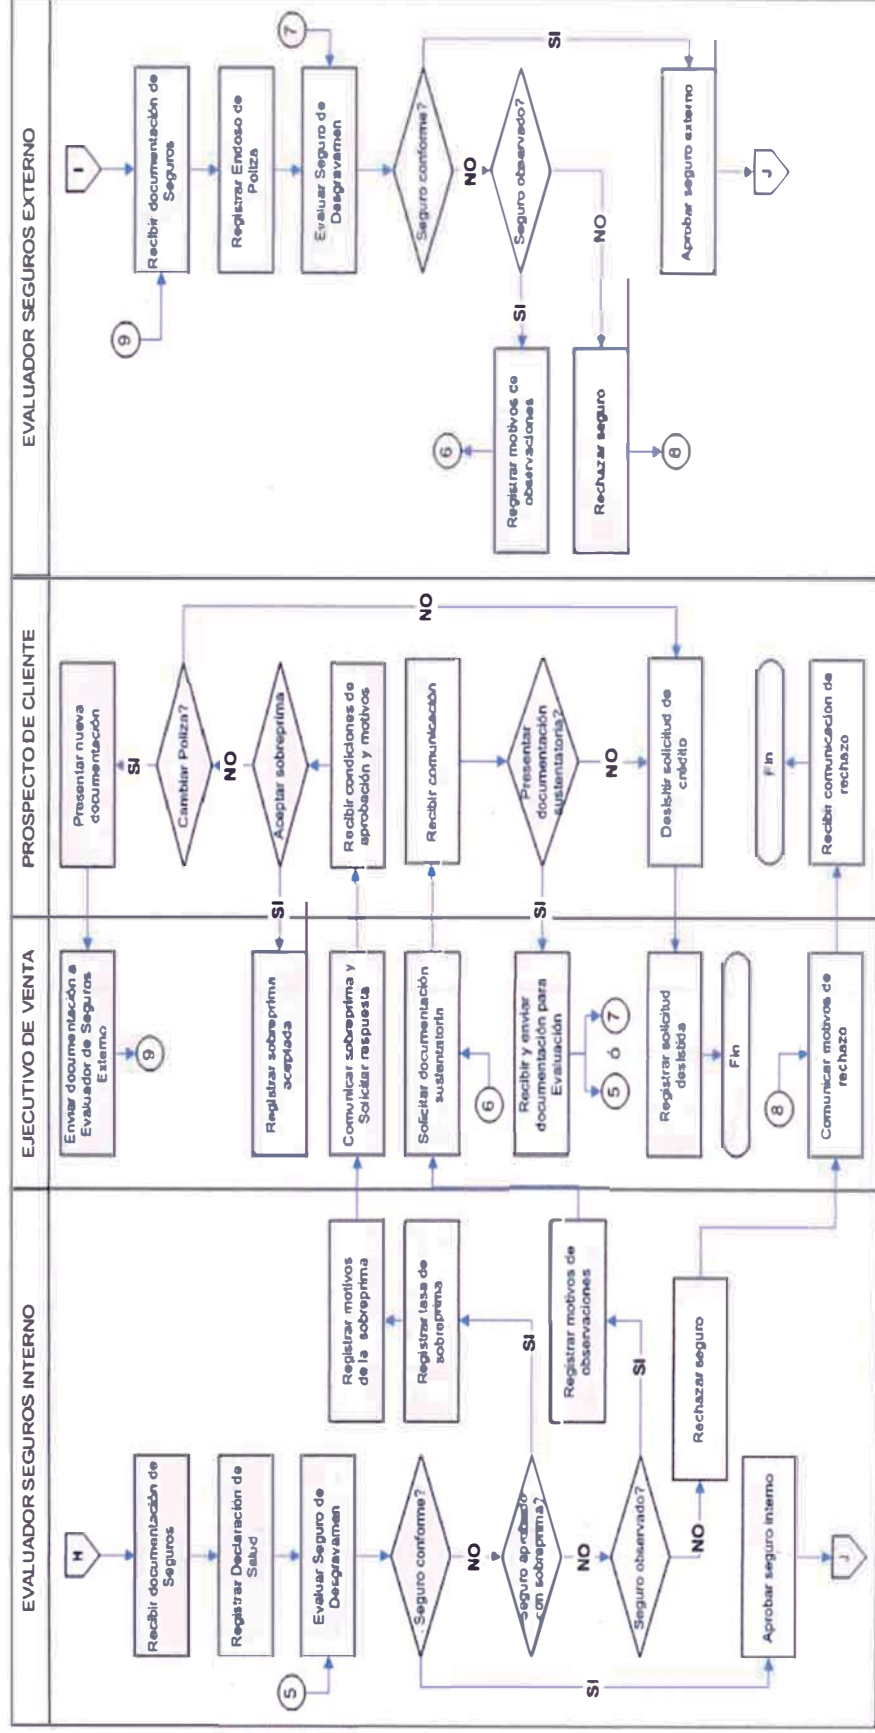 EVALUADOR SEGUROS INTERNO
H
Recibir documentación de
Seguros
Registrar Declaración de
Salud
5
Evaluar Seguro de
Desgravamen
Seguro conforme?
NO
SI
Seguro aprobado
con sobreprima?
NO
SI
Seguro observado?
NO
SI
Registrar motivos
de la sobreprima
Registrar tasa de
sobreprima
Registrar motivos de
observaciones
Rechazar seguro
Aprobar seguro interno
J
EJECUTIVO DE VENTA
Enviar documentación a
Evaluador de Seguros
Externo
9
Registrar sobreprima
aceptada
Comunicar sobreprima y
Solicitar respuesta
Solicitar documentación
sustentatoria
6
Recibir y enviar
documentación para
Evaluación
5 ó 7
Registrar solicitud
desistida
Fin
8
Comunicar motivos de
rechazo
PROSPECTO DE CLIENTE
Presentar nueva
documentación
SI
Cambiar Poliza?
NO
NO
Aceptar sobreprima
SI
Recibir condiciones de
aprobación y motivos
Recibir comunicación
Presentar
documentación
sustentatoria?
SI
NO
Desistir solicitud de
crédito
Fin
Recibir comunicacion de
rechazo
EVALUADOR SEGUROS EXTERNO
I
9
Recibir documentación de
Seguros
Registrar Endoso de
Poliza
7
Evaluar Seguro de
Desgravamen
Seguro conforme?
NO
SI
Seguro observado?
SI
NO
6
Registrar motivos de
observaciones
Rechazar seguro
8
Aprobar seguro externo
J